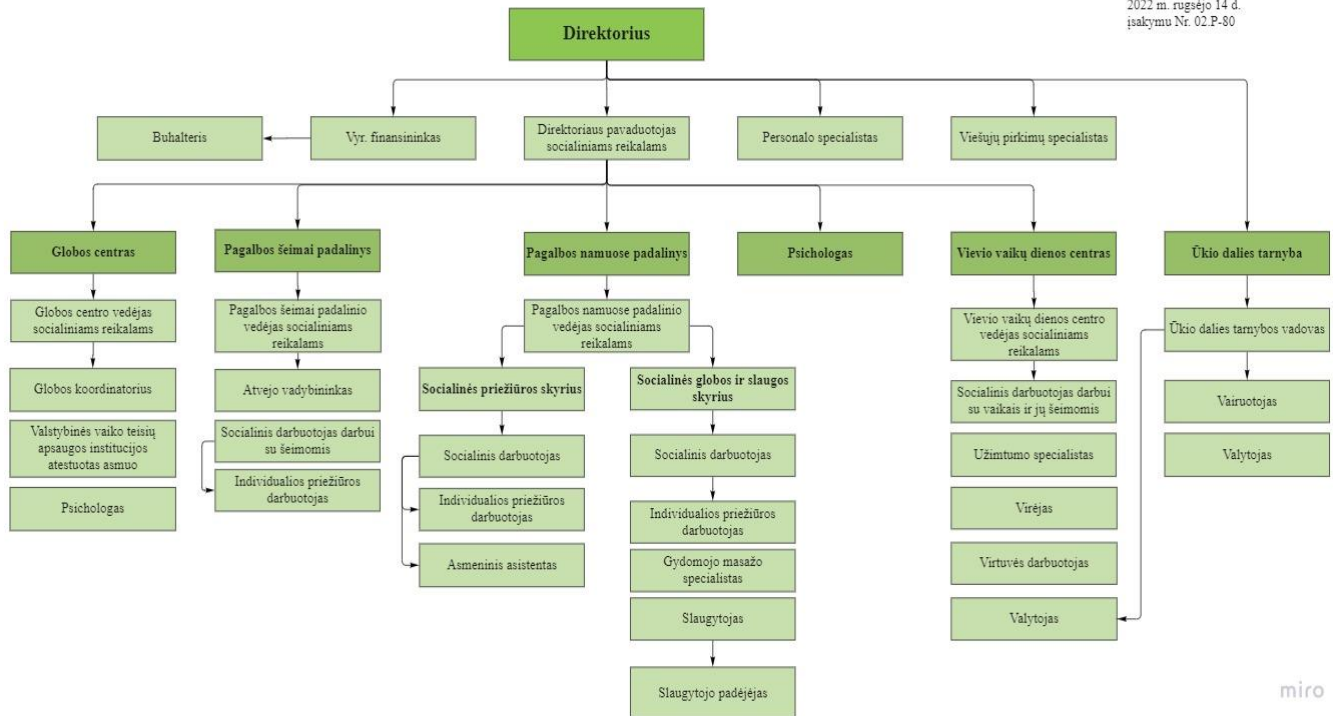 2022 m. rugsėjo 14 d.
įsakymu Nr. 02.P-80
Direktorius
Buhalteris
Vyr. finansininkas
Direktoriaus pavaduotojas
socialiniams reikalams
Personalo specialistas
Viešųjų pirkimų specialistas
Globos centras
Pagalbos šeimai padalinys
Pagalbos namuose padalinys
Psichologas
Vievio vaikų dienos centras
Ūkio dalies tarnyba
Globos centro vedėjas
socialiniams reikalams
Globos koordinatorius
Valstybinės vaiko teisių
apsaugos institucijos
atestuotas asmuo
Psichologas
Pagalbos šeimai padalinio
vedėjas socialiniams
reikalams
Atvejo vadybininkas
Socialinis darbuotojas darbui
su šeimomis
Individualios priežiūros
darbuotojas
Pagalbos namuose padalinio
vedėjas socialiniams
reikalams
Socialinės priežiūros skyrius
Socialinis darbuotojas
Individualios priežiūros
darbuotojas
Asmeninis asistentas
Socialinės globos ir slaugos
skyrius
Socialinis darbuotojas
Individualios priežiūros
darbuotojas
Gydomojo masažo
specialistas
Slaugytojas
Slaugytojo padėjėjas
Vievio vaikų dienos centro
vedėjas socialiniams
reikalams
Socialinis darbuotojas darbui
su vaikais ir jų šeimomis
Užimtumo specialistas
Virėjas
Virtuvės darbuotojas
Valytojas
Ūkio dalies tarnybos vadovas
Vairuotojas
Valytojas
miro